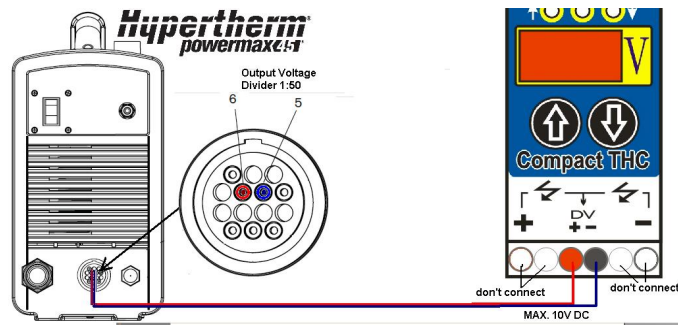 Hypertherm
powermax45
Output Voltage
Divider 1:50
6
5
V
Compact THC
+
DV
+ -
-
don't connect
don't connect
MAX. 10V DC